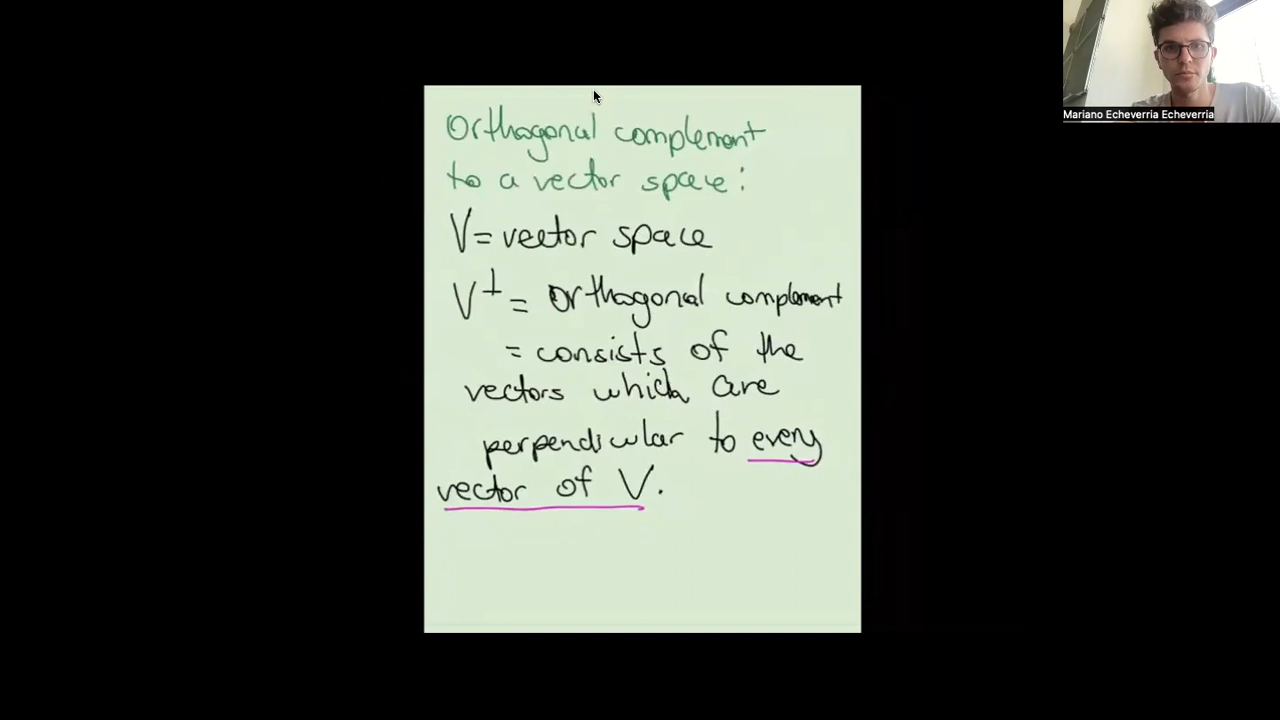 Orthogonal complement
to a vector space:
V = vector space
V⊥ = Orthogonal complement
= consists of the
vectors which are
perpendicular to every
vector of V.
Mariano Echeverria Echeverria